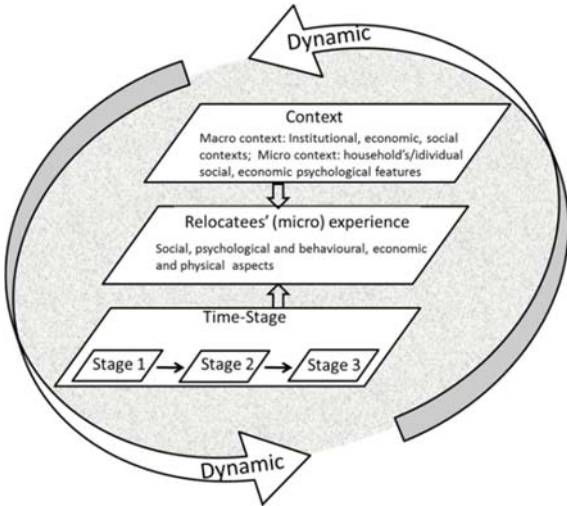 Dynamic
Context
Macro context: Institutional, economic, social
contexts; Micro context: household's/idividual
social, economic psychological features
Relocatees' (micro) experience
Social, psychological and behavioural, economic
and physical aspects
Time-Stage
Stage 1
Stage 2
Stage 3
Dynamic